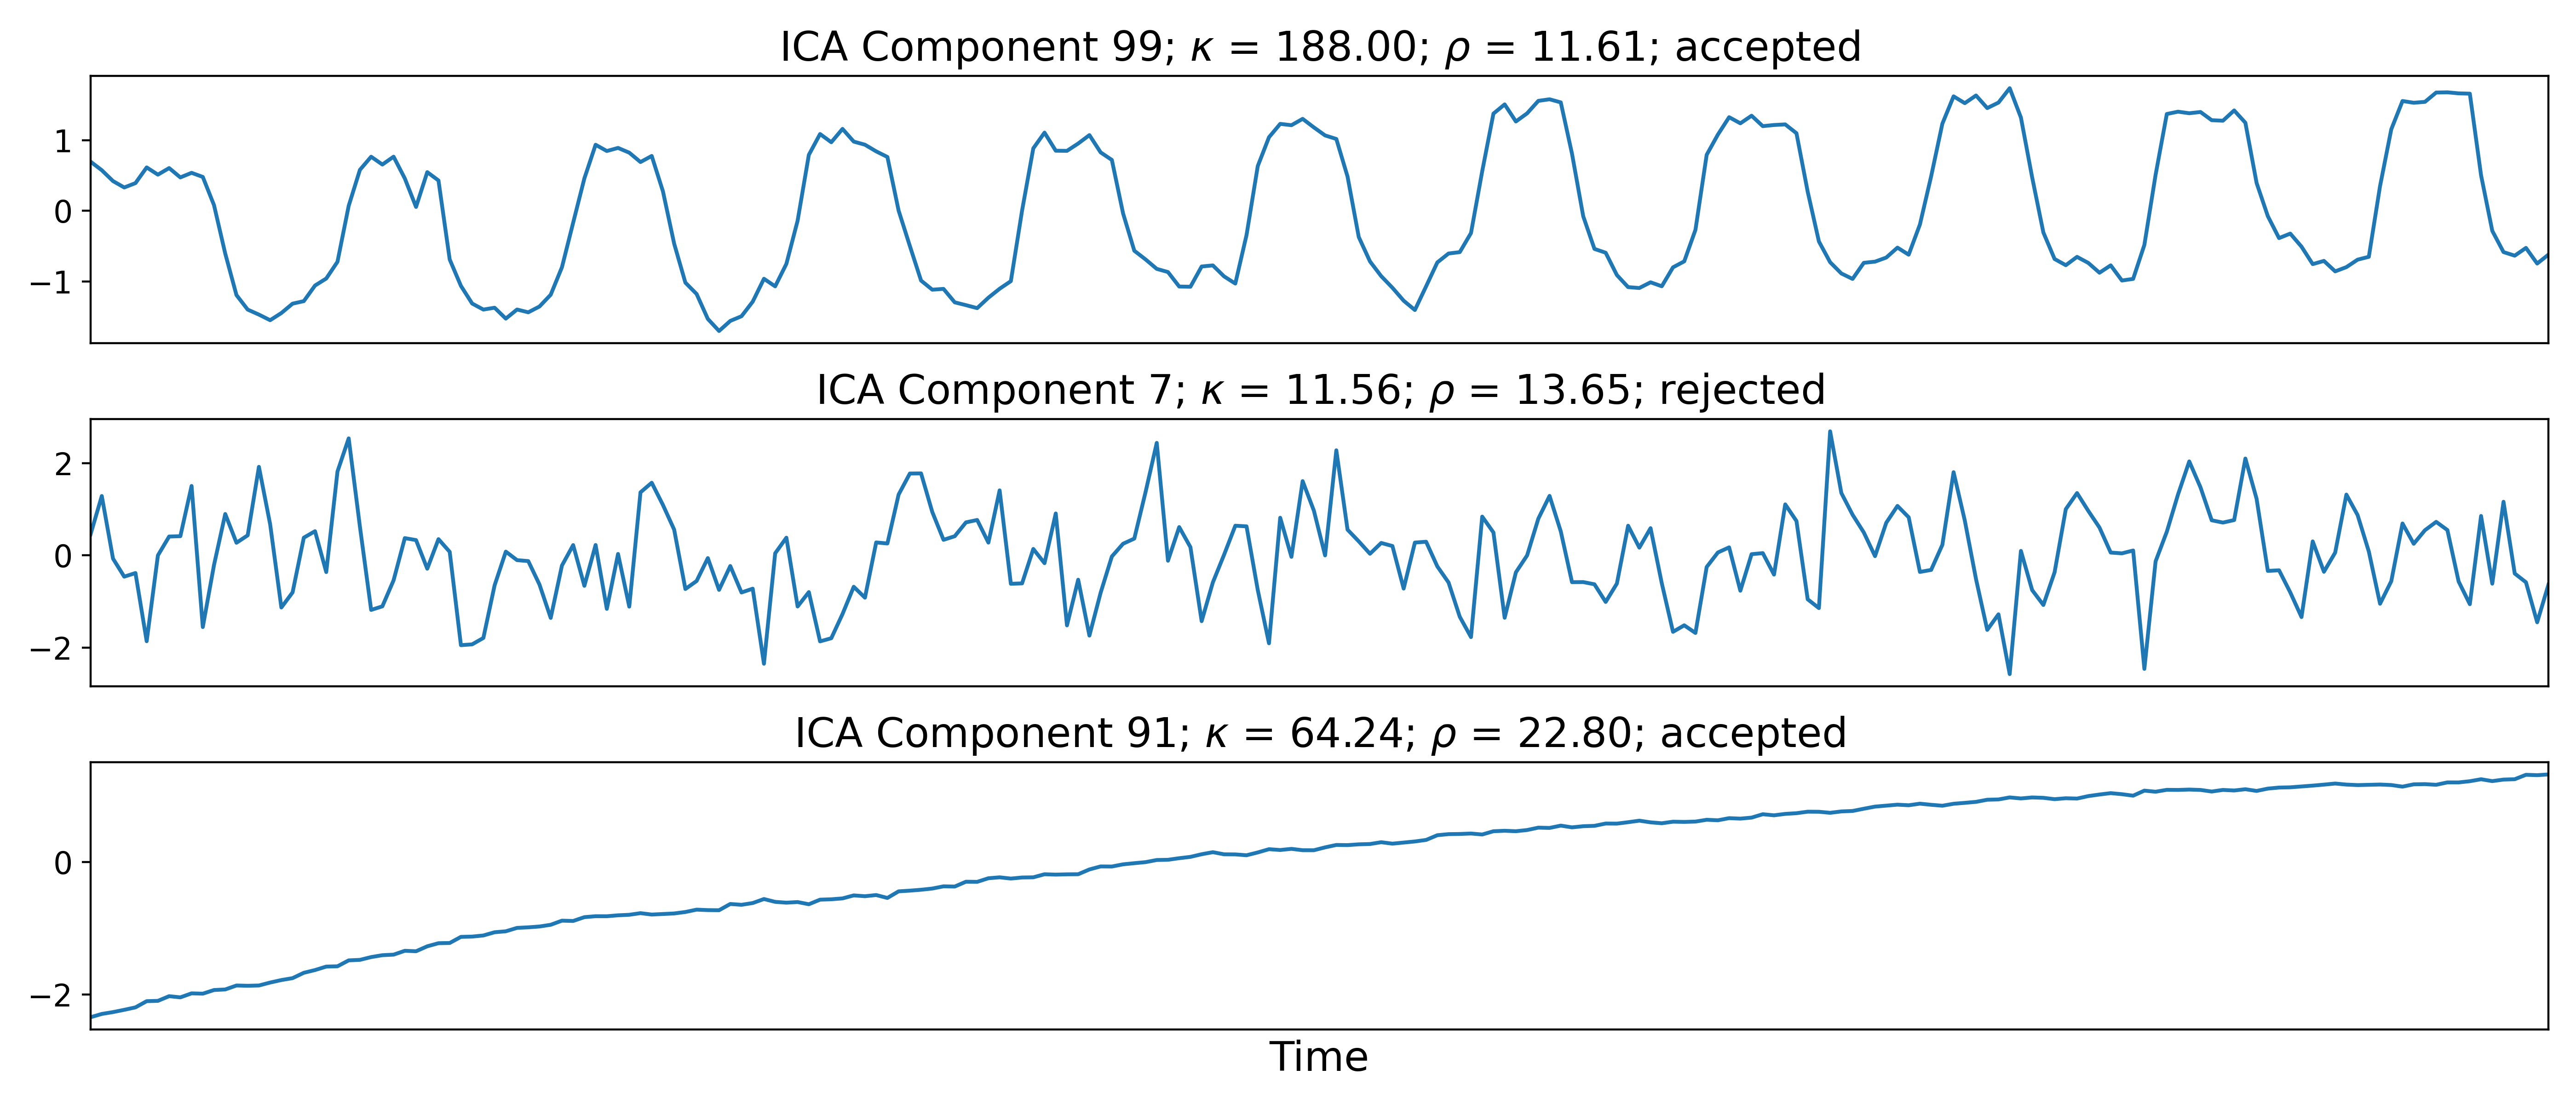 ICA Component 99; κ = 188.00; ρ = 11.61; accepted
1
0
−1
ICA Component 7; κ = 11.56; ρ = 13.65; rejected
2
0
−2
ICA Component 91; κ = 64.24; ρ = 22.80; accepted
0
−2
Time